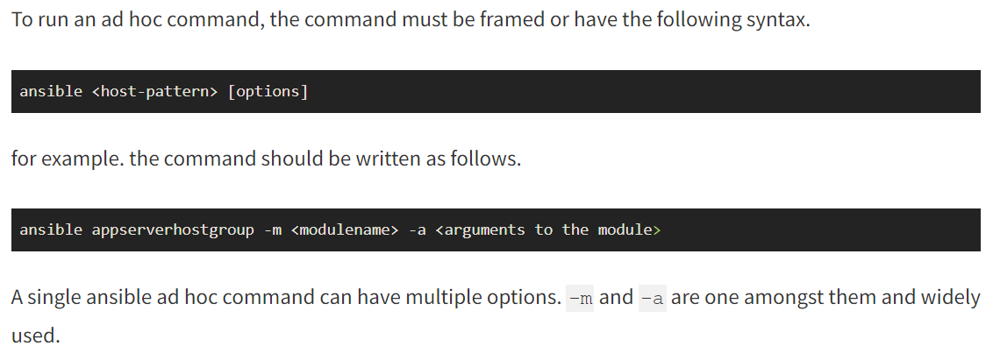 To run an ad hoc command, the command must be framed or have the following syntax.
ansible <host-pattern> [options]
for example. the command should be written as follows.
ansible appserverhostgroup -m <modulename> -a <arguments to the module>
A single ansible ad hoc command can have multiple options. -m and -a are one amongst them and widely
used.